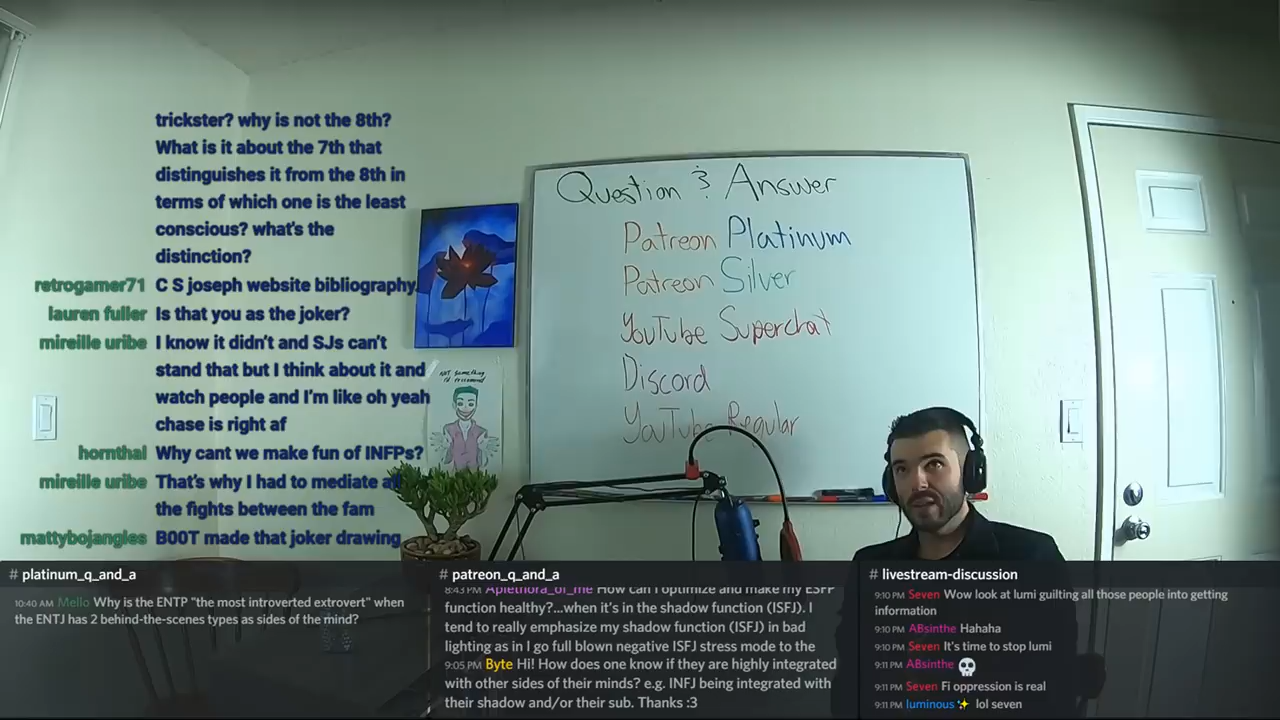 trickster? why is not the 8th?
What is it about the 7th that
distinguishes it from the 8th in
terms of which one is the least
conscious? what's the
distinction?
retrogamer71 C S joseph website bibliography
lauren fuller Is that you as the joker?
mireille uribe I know it didn't and SJs can't
stand that but I think about it and
watch people and I'm like oh yeah
chase is right af
hornthal Why cant we make fun of INFPs?
mireille uribe That's why I had to mediate all
the fights between the fam
mattybojangles B00T made that joker drawing
Question & Answer
Patreon Platinum
Patreon Silver
YouTube Superchat
Discord
YouTube Regular
NOT something
I'd recommend
# platinum_q_and_a
10:40 AM Mello Why is the ENTP "the most introverted extrovert" when
the ENTJ has 2 behind-the-scenes types as sides of the mind?
# patreon_q_and_a
8:43 PM Aplethora_of_me How can I optimize and make my ESFP
function healthy?...when it's in the shadow function (ISFJ). I
tend to really emphasize my shadow function (ISFJ) in bad
lighting as in I go full blown negative ISFJ stress mode to the
9:05 PM Byte Hi! How does one know if they are highly integrated
with other sides of their minds? e.g. INFJ being integrated with
their shadow and/or their sub. Thanks :3
# livestream-discussion
9:10 PM Seven Wow look at lumi guilting all those people into getting
information
9:10 PM ABsinthe Hahaha
9:10 PM Seven It's time to stop lumi
9:11 PM ABsinthe 💀
9:11 PM Seven Fi oppression is real
9:11 PM luminous ✨ lol seven